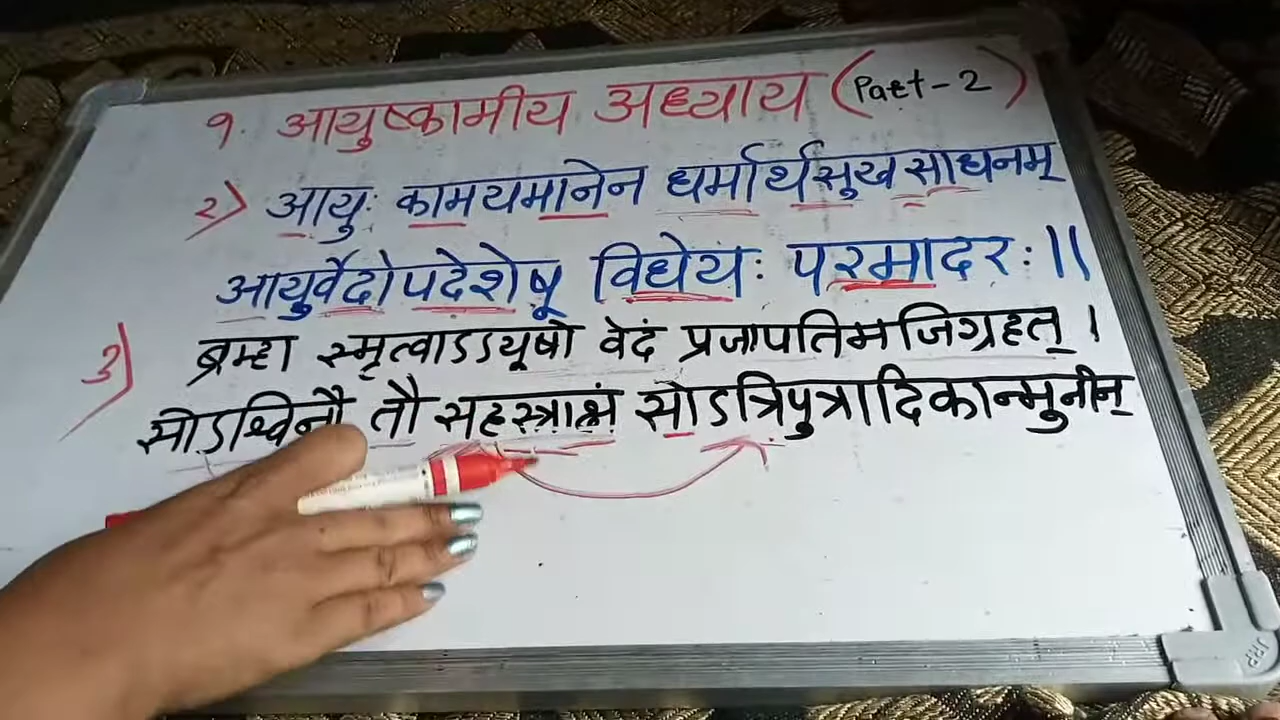 १. आयुष्कामीय अध्याय (Part - 2)
२) आयुः कामयमानेन धर्मार्थसुखसाधनम्
आयुर्वेदोपदेशेषू विधेयः परमादरः।।
३) ब्रम्हा स्मृत्वाऽऽयूषो वेदं प्रजापतिमजिग्रहत्।
सोऽश्विनौ तौ सहस्त्राक्षं सोऽत्रिपुत्रादिकान्मुनीन्